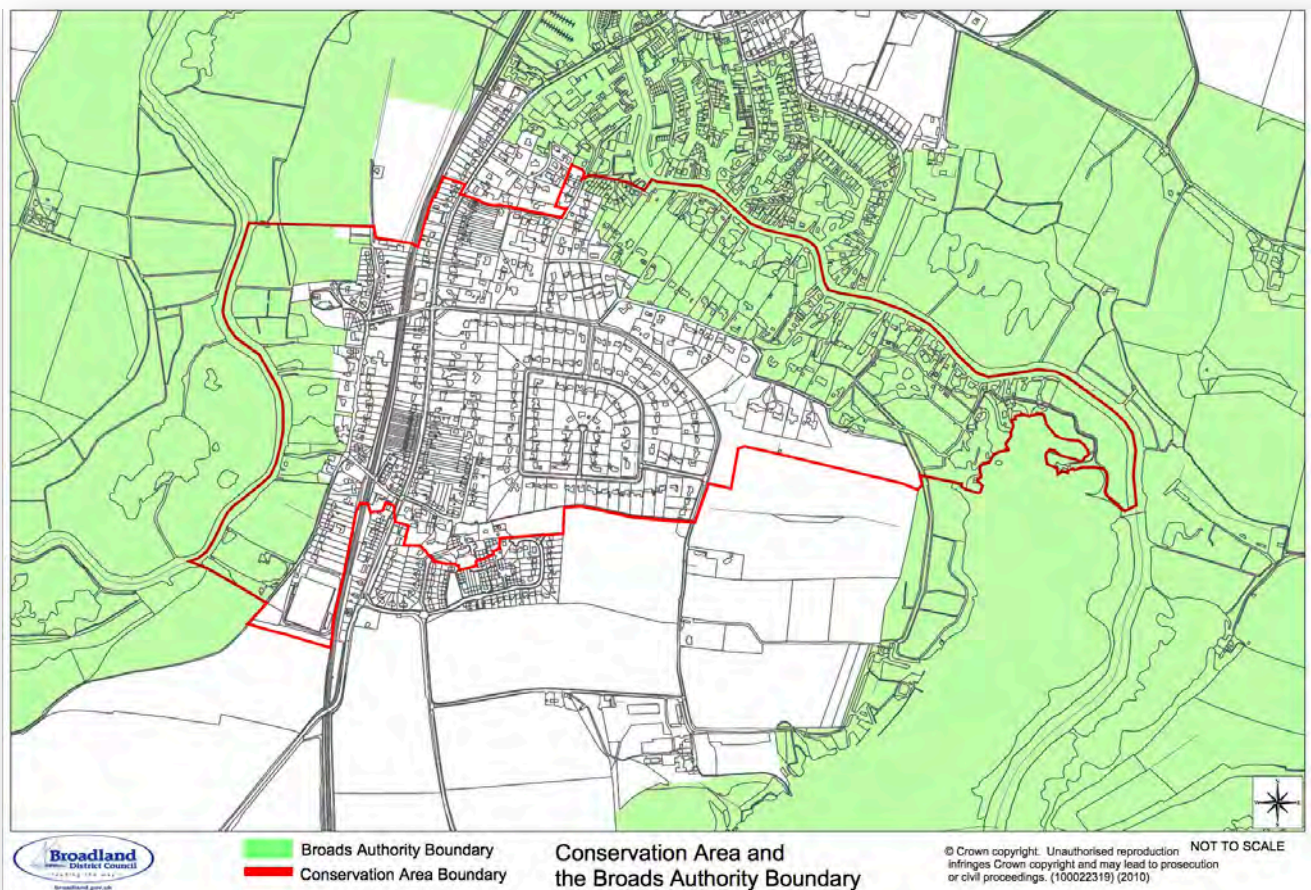 Broadland
District Council
broadland.gov.uk
Broads Authority Boundary
Conservation Area Boundary
Conservation Area and
the Broads Authority Boundary
© Crown copyright. Unauthorised reproduction
infringes Crown copyright and may lead to prosecution
or civil proceedings. (100022319) (2010)
NOT TO SCALE